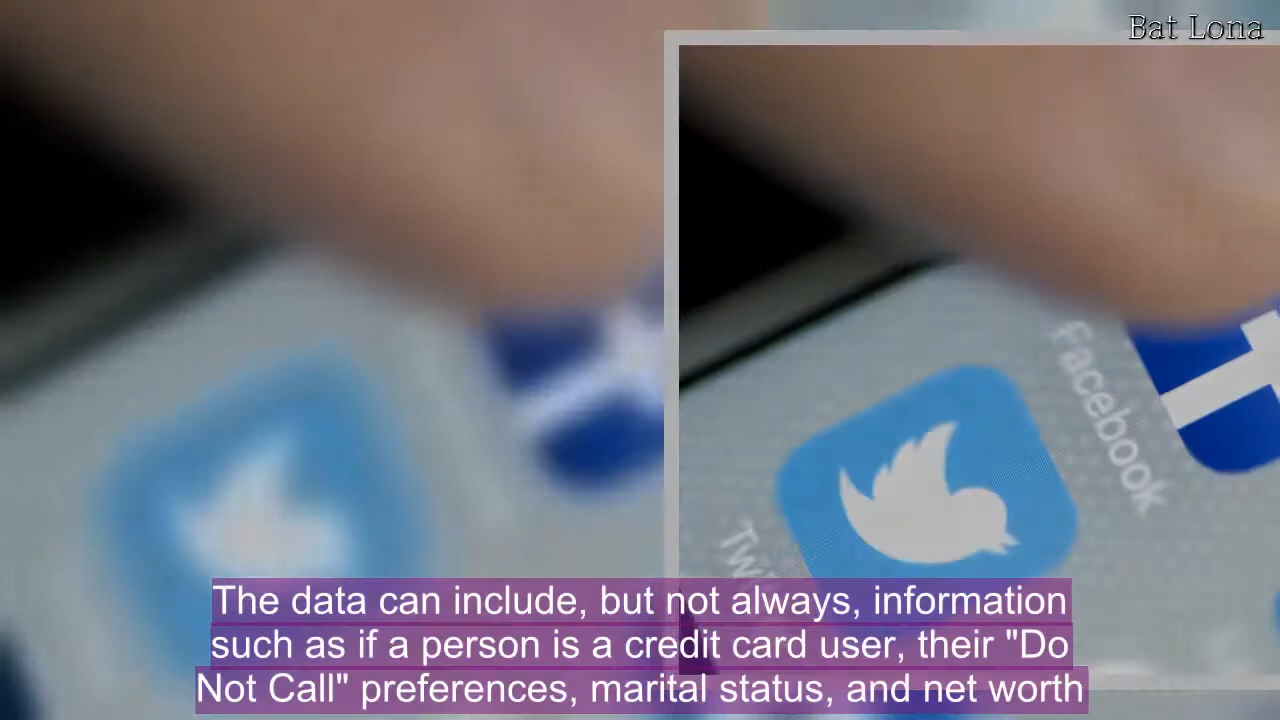 Bat Lona
Facebook
The data can include, but not always, information
such as if a person is a credit card user, their "Do
Not Call" preferences, marital status, and net worth